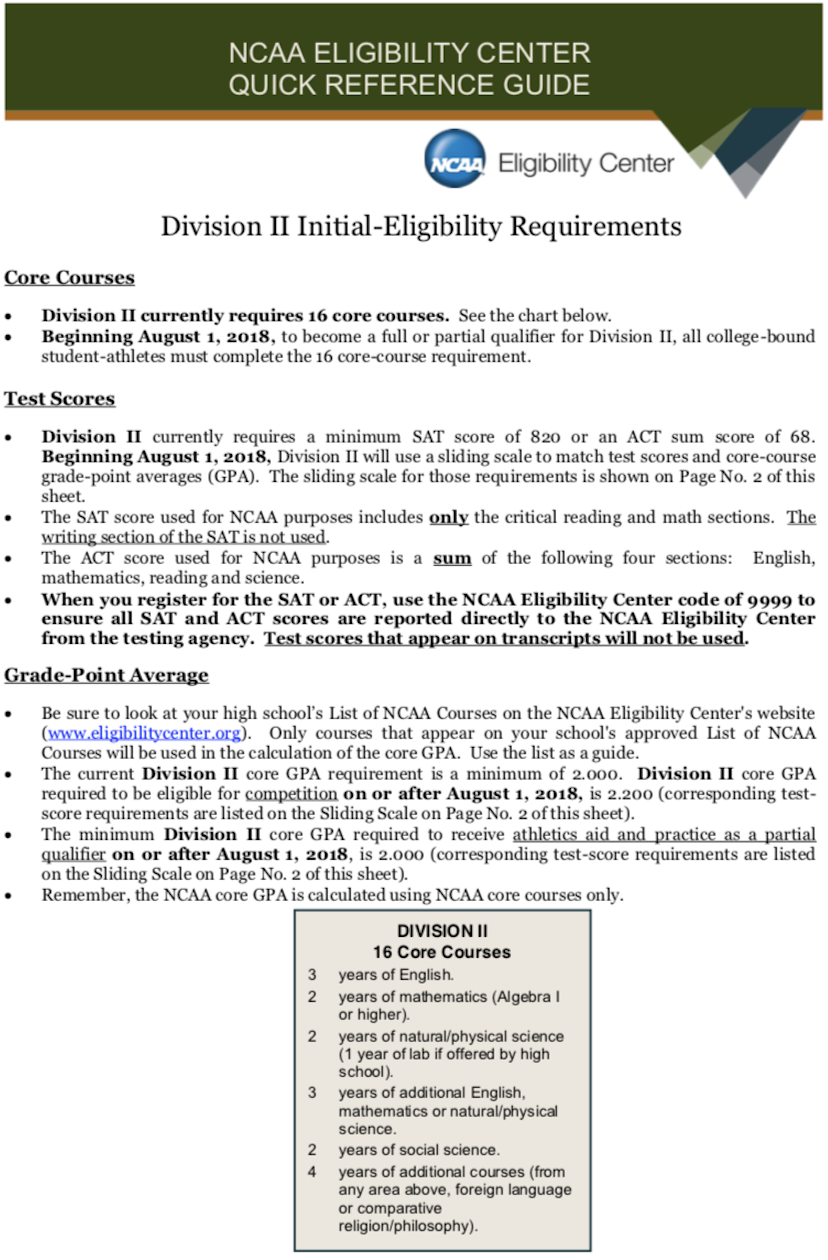 NCAA ELIGIBILITY CENTER
QUICK REFERENCE GUIDE
NCAA Eligibility Center
Division II Initial-Eligibility Requirements
Core Courses
• Division II currently requires 16 core courses. See the chart below.
• Beginning August 1, 2018, to become a full or partial qualifier for Division II, all college-bound
student-athletes must complete the 16 core-course requirement.
Test Scores
• Division II currently requires a minimum SAT score of 820 or an ACT sum score of 68.
Beginning August 1, 2018, Division II will use a sliding scale to match test scores and core-course
grade-point averages (GPA). The sliding scale for those requirements is shown on Page No. 2 of this
sheet.
• The SAT score used for NCAA purposes includes only the critical reading and math sections. The
writing section of the SAT is not used.
• The ACT score used for NCAA purposes is a sum of the following four sections: English,
mathematics, reading and science.
• When you register for the SAT or ACT, use the NCAA Eligibility Center code of 9999 to
ensure all SAT and ACT scores are reported directly to the NCAA Eligibility Center
from the testing agency. Test scores that appear on transcripts will not be used.
Grade-Point Average
• Be sure to look at your high school's List of NCAA Courses on the NCAA Eligibility Center's website
(www.eligibilitycenter.org). Only courses that appear on your school's approved List of NCAA
Courses will be used in the calculation of the core GPA. Use the list as a guide.
• The current Division II core GPA requirement is a minimum of 2.000. Division II core GPA
required to be eligible for competition on or after August 1, 2018, is 2.200 (corresponding test-
score requirements are listed on the Sliding Scale on Page No. 2 of this sheet).
• The minimum Division II core GPA required to receive athletics aid and practice as a partial
qualifier on or after August 1, 2018, is 2.000 (corresponding test-score requirements are listed
on the Sliding Scale on Page No. 2 of this sheet).
• Remember, the NCAA core GPA is calculated using NCAA core courses only.
DIVISION II
16 Core Courses
3 years of English.
2 years of mathematics (Algebra I
or higher).
2 years of natural/physical science
(1 year of lab if offered by high
school).
3 years of additional English,
mathematics or natural/physical
science.
2 years of social science.
4 years of additional courses (from
any area above, foreign language
or comparative
religion/philosophy).